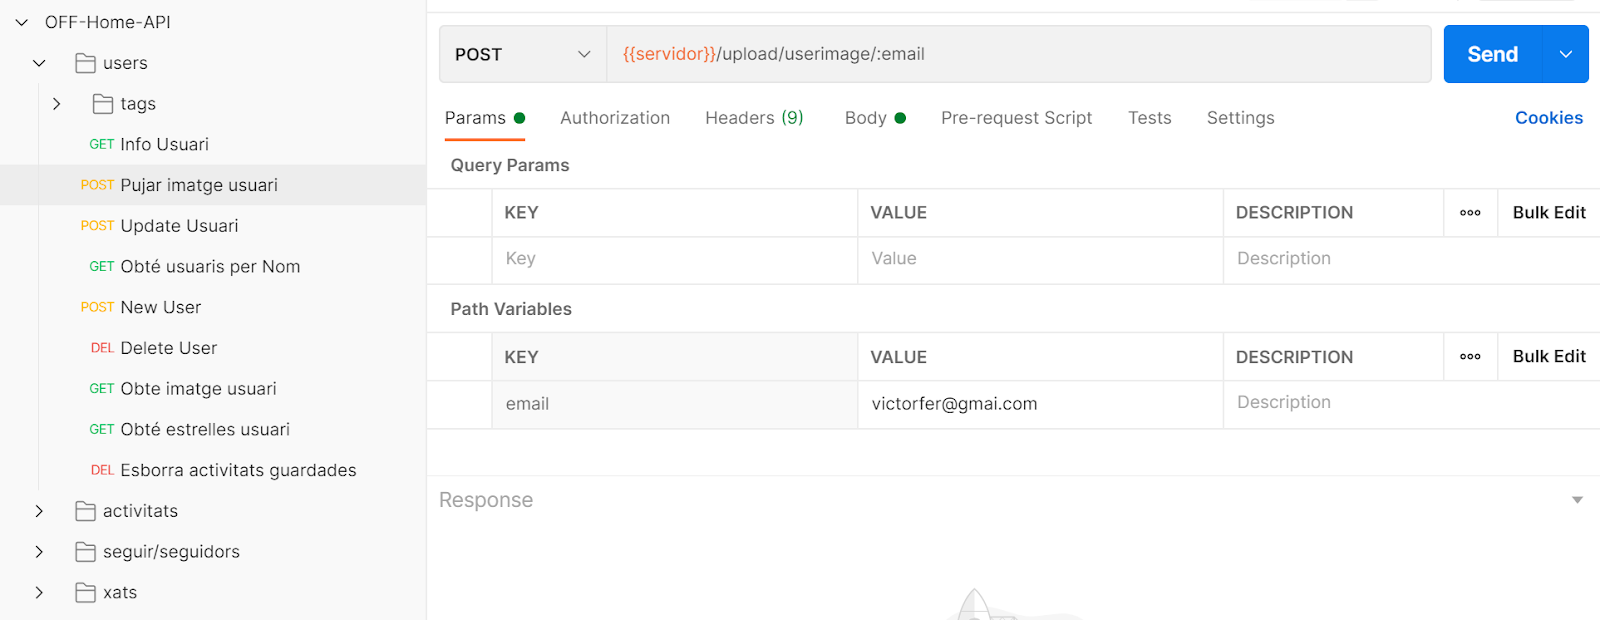 OFF-Home-API
users
tags
GET Info Usuari
POST Pujar imatge usuari
POST Update Usuari
GET Obté usuaris per Nom
POST New User
DEL Delete User
GET Obte imatge usuari
GET Obté estrelles usuari
DEL Esborra activitats guardades
activitats
seguir/seguidors
xats
POST {{servidor}}/upload/userimage/:email Send
Params Authorization Headers (9) Body Pre-request Script Tests Settings Cookies
Query Params
KEY VALUE DESCRIPTION ooo Bulk Edit
Key Value Description
Path Variables
KEY VALUE DESCRIPTION ooo Bulk Edit
email victorfer@gmai.com Description
Response